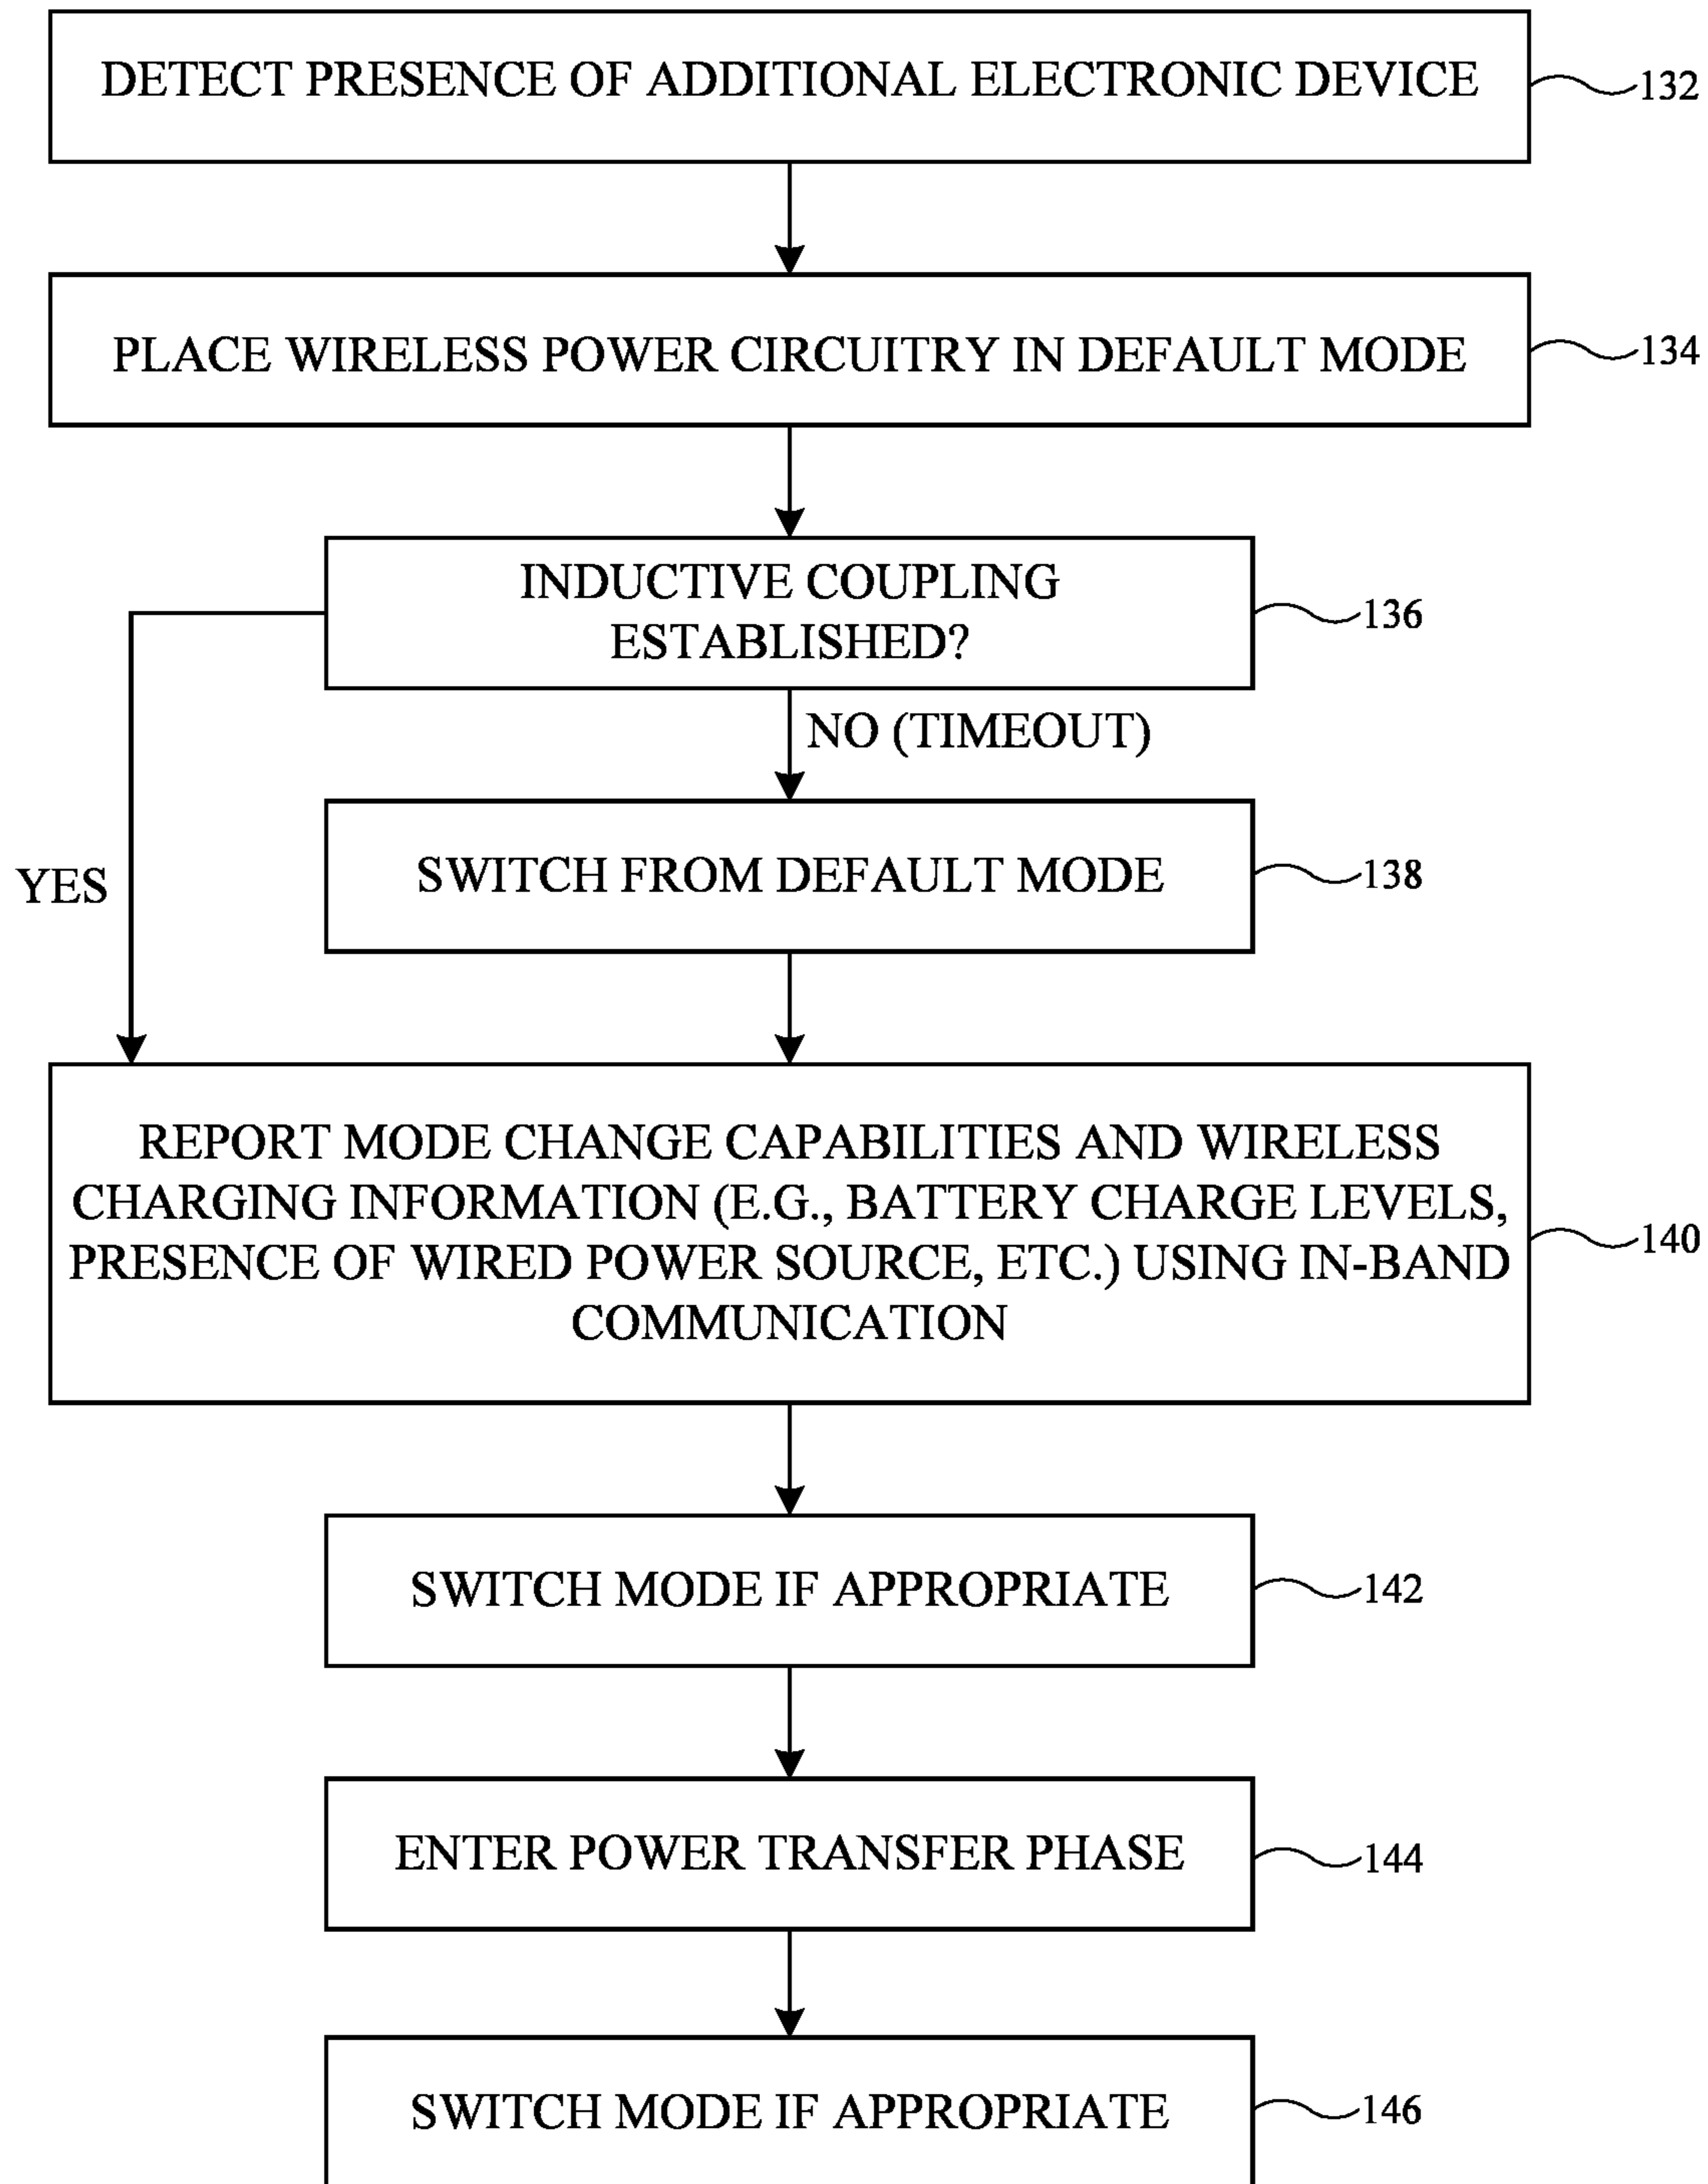 DETECT PRESENCE OF ADDITIONAL ELECTRONIC DEVICE
132
PLACE WIRELESS POWER CIRCUITRY IN DEFAULT MODE
134
INDUCTIVE COUPLING
ESTABLISHED?
136
NO (TIMEOUT)
YES
SWITCH FROM DEFAULT MODE
138
REPORT MODE CHANGE CAPABILITIES AND WIRELESS
CHARGING INFORMATION (E.G., BATTERY CHARGE LEVELS,
PRESENCE OF WIRED POWER SOURCE, ETC.) USING IN-BAND
COMMUNICATION
140
SWITCH MODE IF APPROPRIATE
142
ENTER POWER TRANSFER PHASE
144
SWITCH MODE IF APPROPRIATE
146